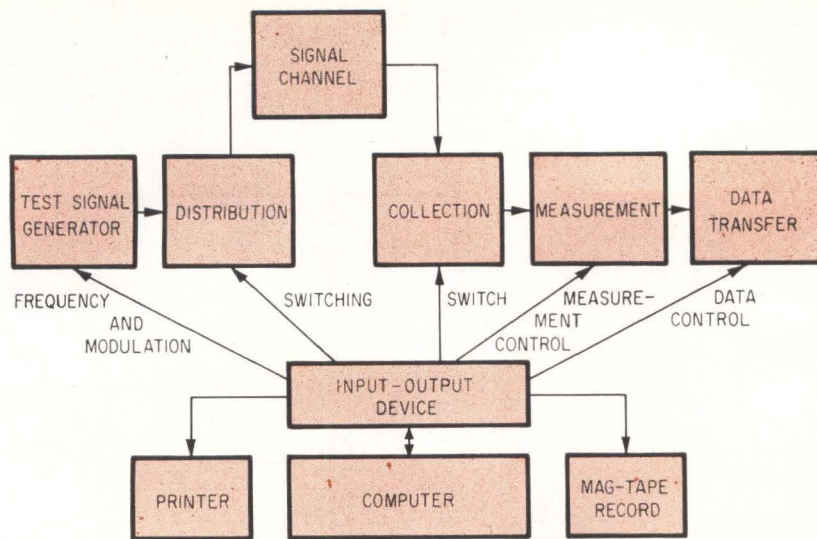 SIGNAL
CHANNEL
TEST SIGNAL
GENERATOR
DISTRIBUTION
COLLECTION
MEASUREMENT
DATA
TRANSFER
FREQUENCY
AND
MODULATION
SWITCHING
SWITCH
MEASURE-
MENT
CONTROL
DATA
CONTROL
INPUT-OUTPUT
DEVICE
PRINTER
COMPUTER
MAG-TAPE
RECORD